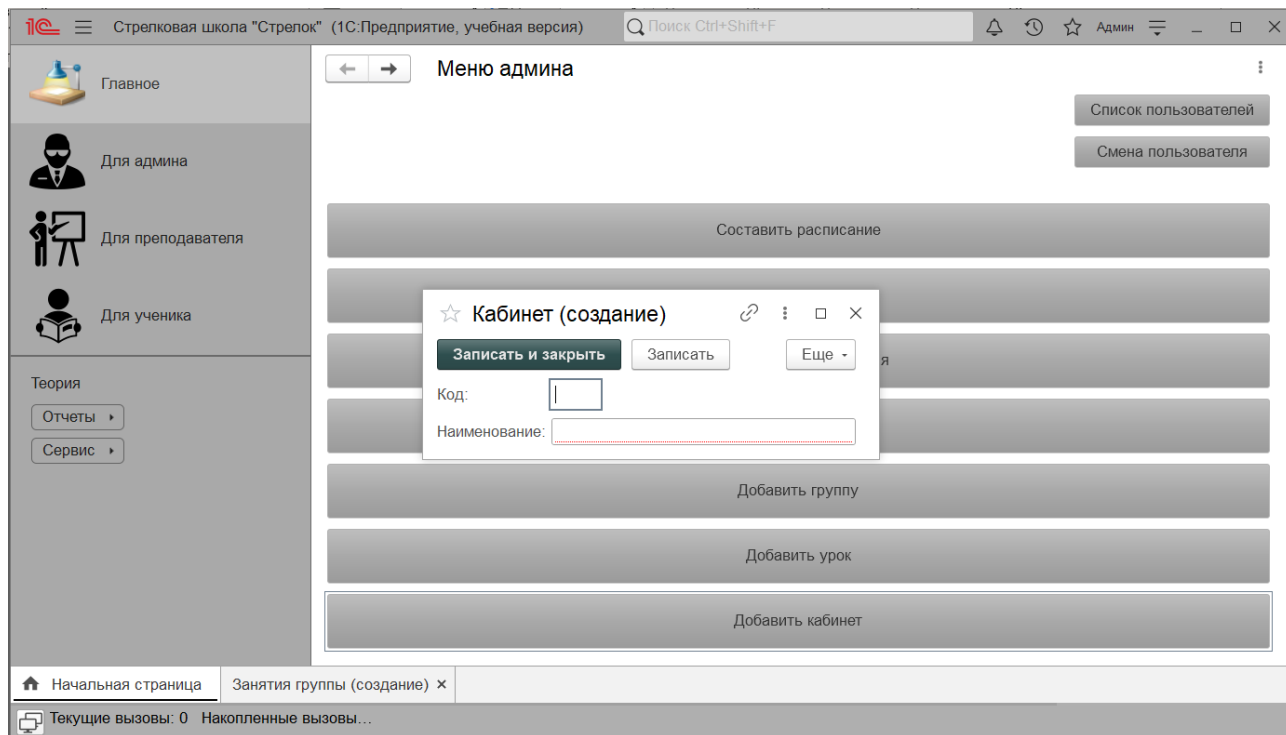 1С Стрелковая школа "Стрелок" (1С:Предприятие, учебная версия) Поиск Ctrl+Shift+F Админ
Главное
Для админа
Для преподавателя
Для ученика
Теория
Отчеты
Сервис
Меню админа
Список пользователей
Смена пользователя
Составить расписание
я
Кабинет (создание)
Записать и закрыть Записать Еще
Код:
Наименование:
Добавить группу
Добавить урок
Добавить кабинет
Начальная страница Занятия группы (создание)
Текущие вызовы: 0 Накопленные вызовы…